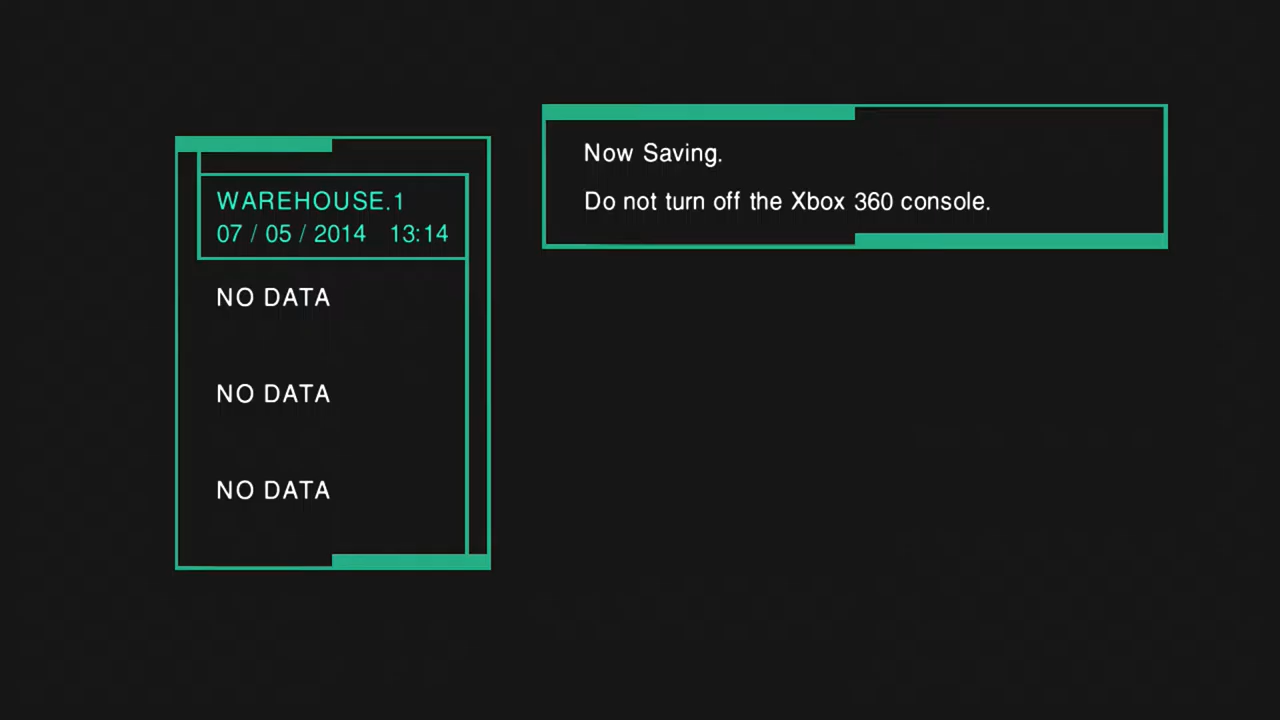 WAREHOUSE.1
07 / 05 / 2014 13:14
NO DATA
NO DATA
NO DATA
Now Saving.
Do not turn off the Xbox 360 console.